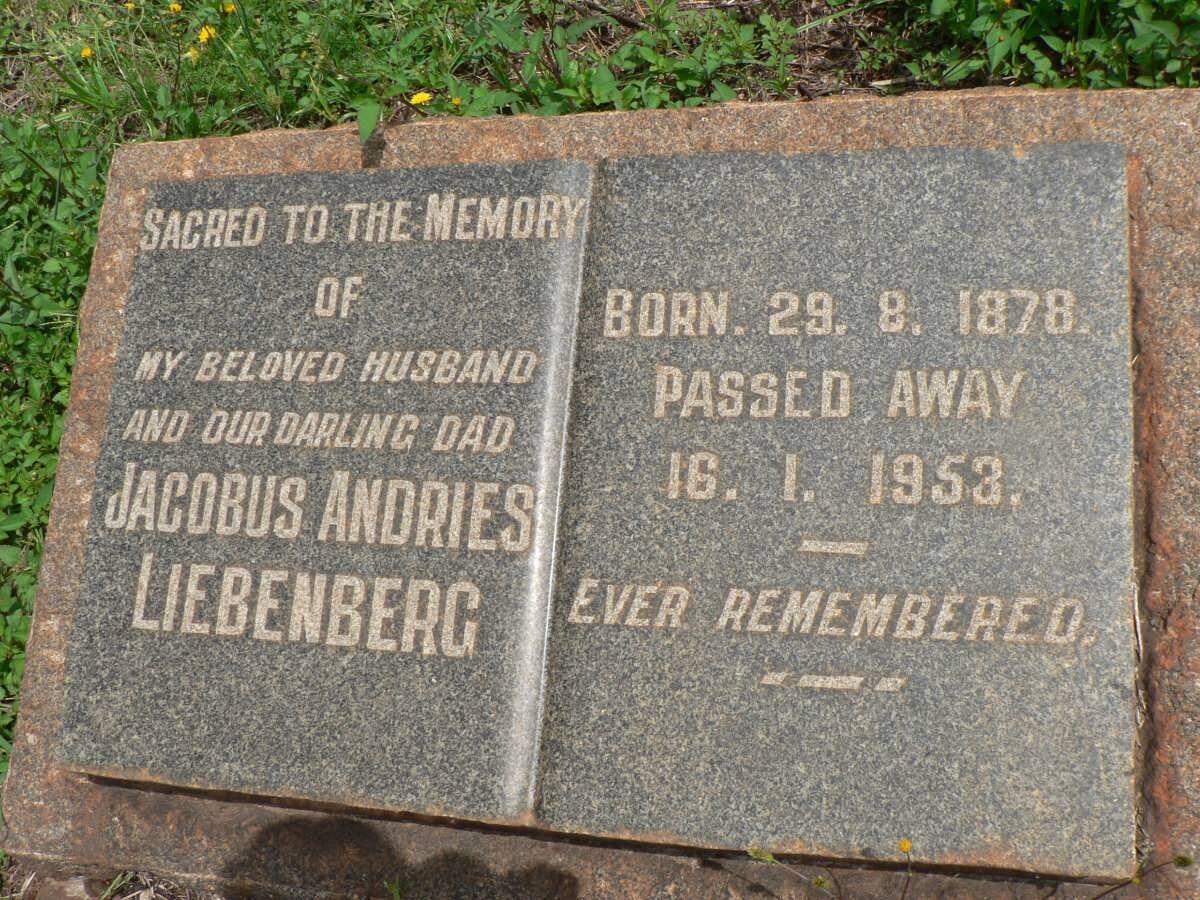 SACRED TO THE MEMORY
OF
MY BELOVED HUSBAND
AND OUR DARLING DAD
JACOBUS ANDRIES
LIEBENBERG
BORN. 29. 8. 1878.
PASSED AWAY
16. 1. 1953.
EVER REMEMBERED.